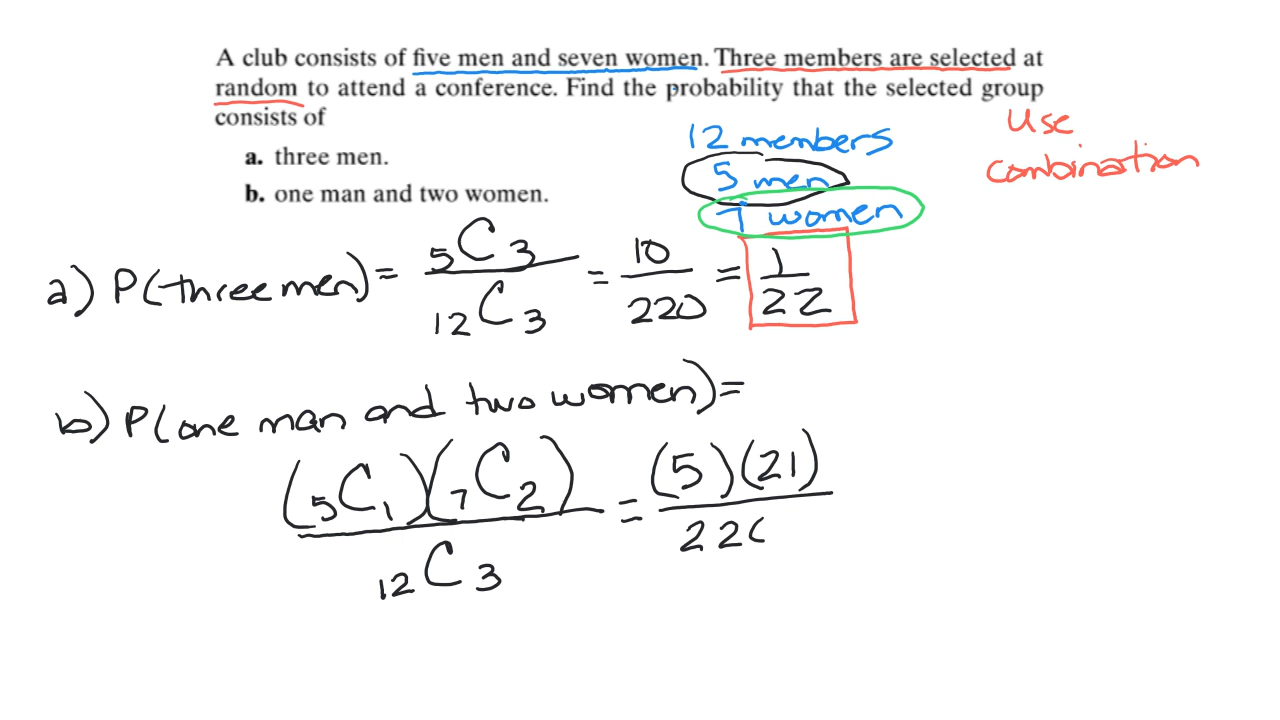 A club consists of five men and seven women. Three members are selected at
random to attend a conference. Find the probability that the selected group
consists of
a. three men.
b. one man and two women.
12 members
5 men
7 women
Use
combination
a) P(three men) = 5C3 / 12C3 = 10 / 220 = 1 / 22
b) P(one man and two women) =
(5C1)(7C2) / 12C3 = (5)(21) / 22